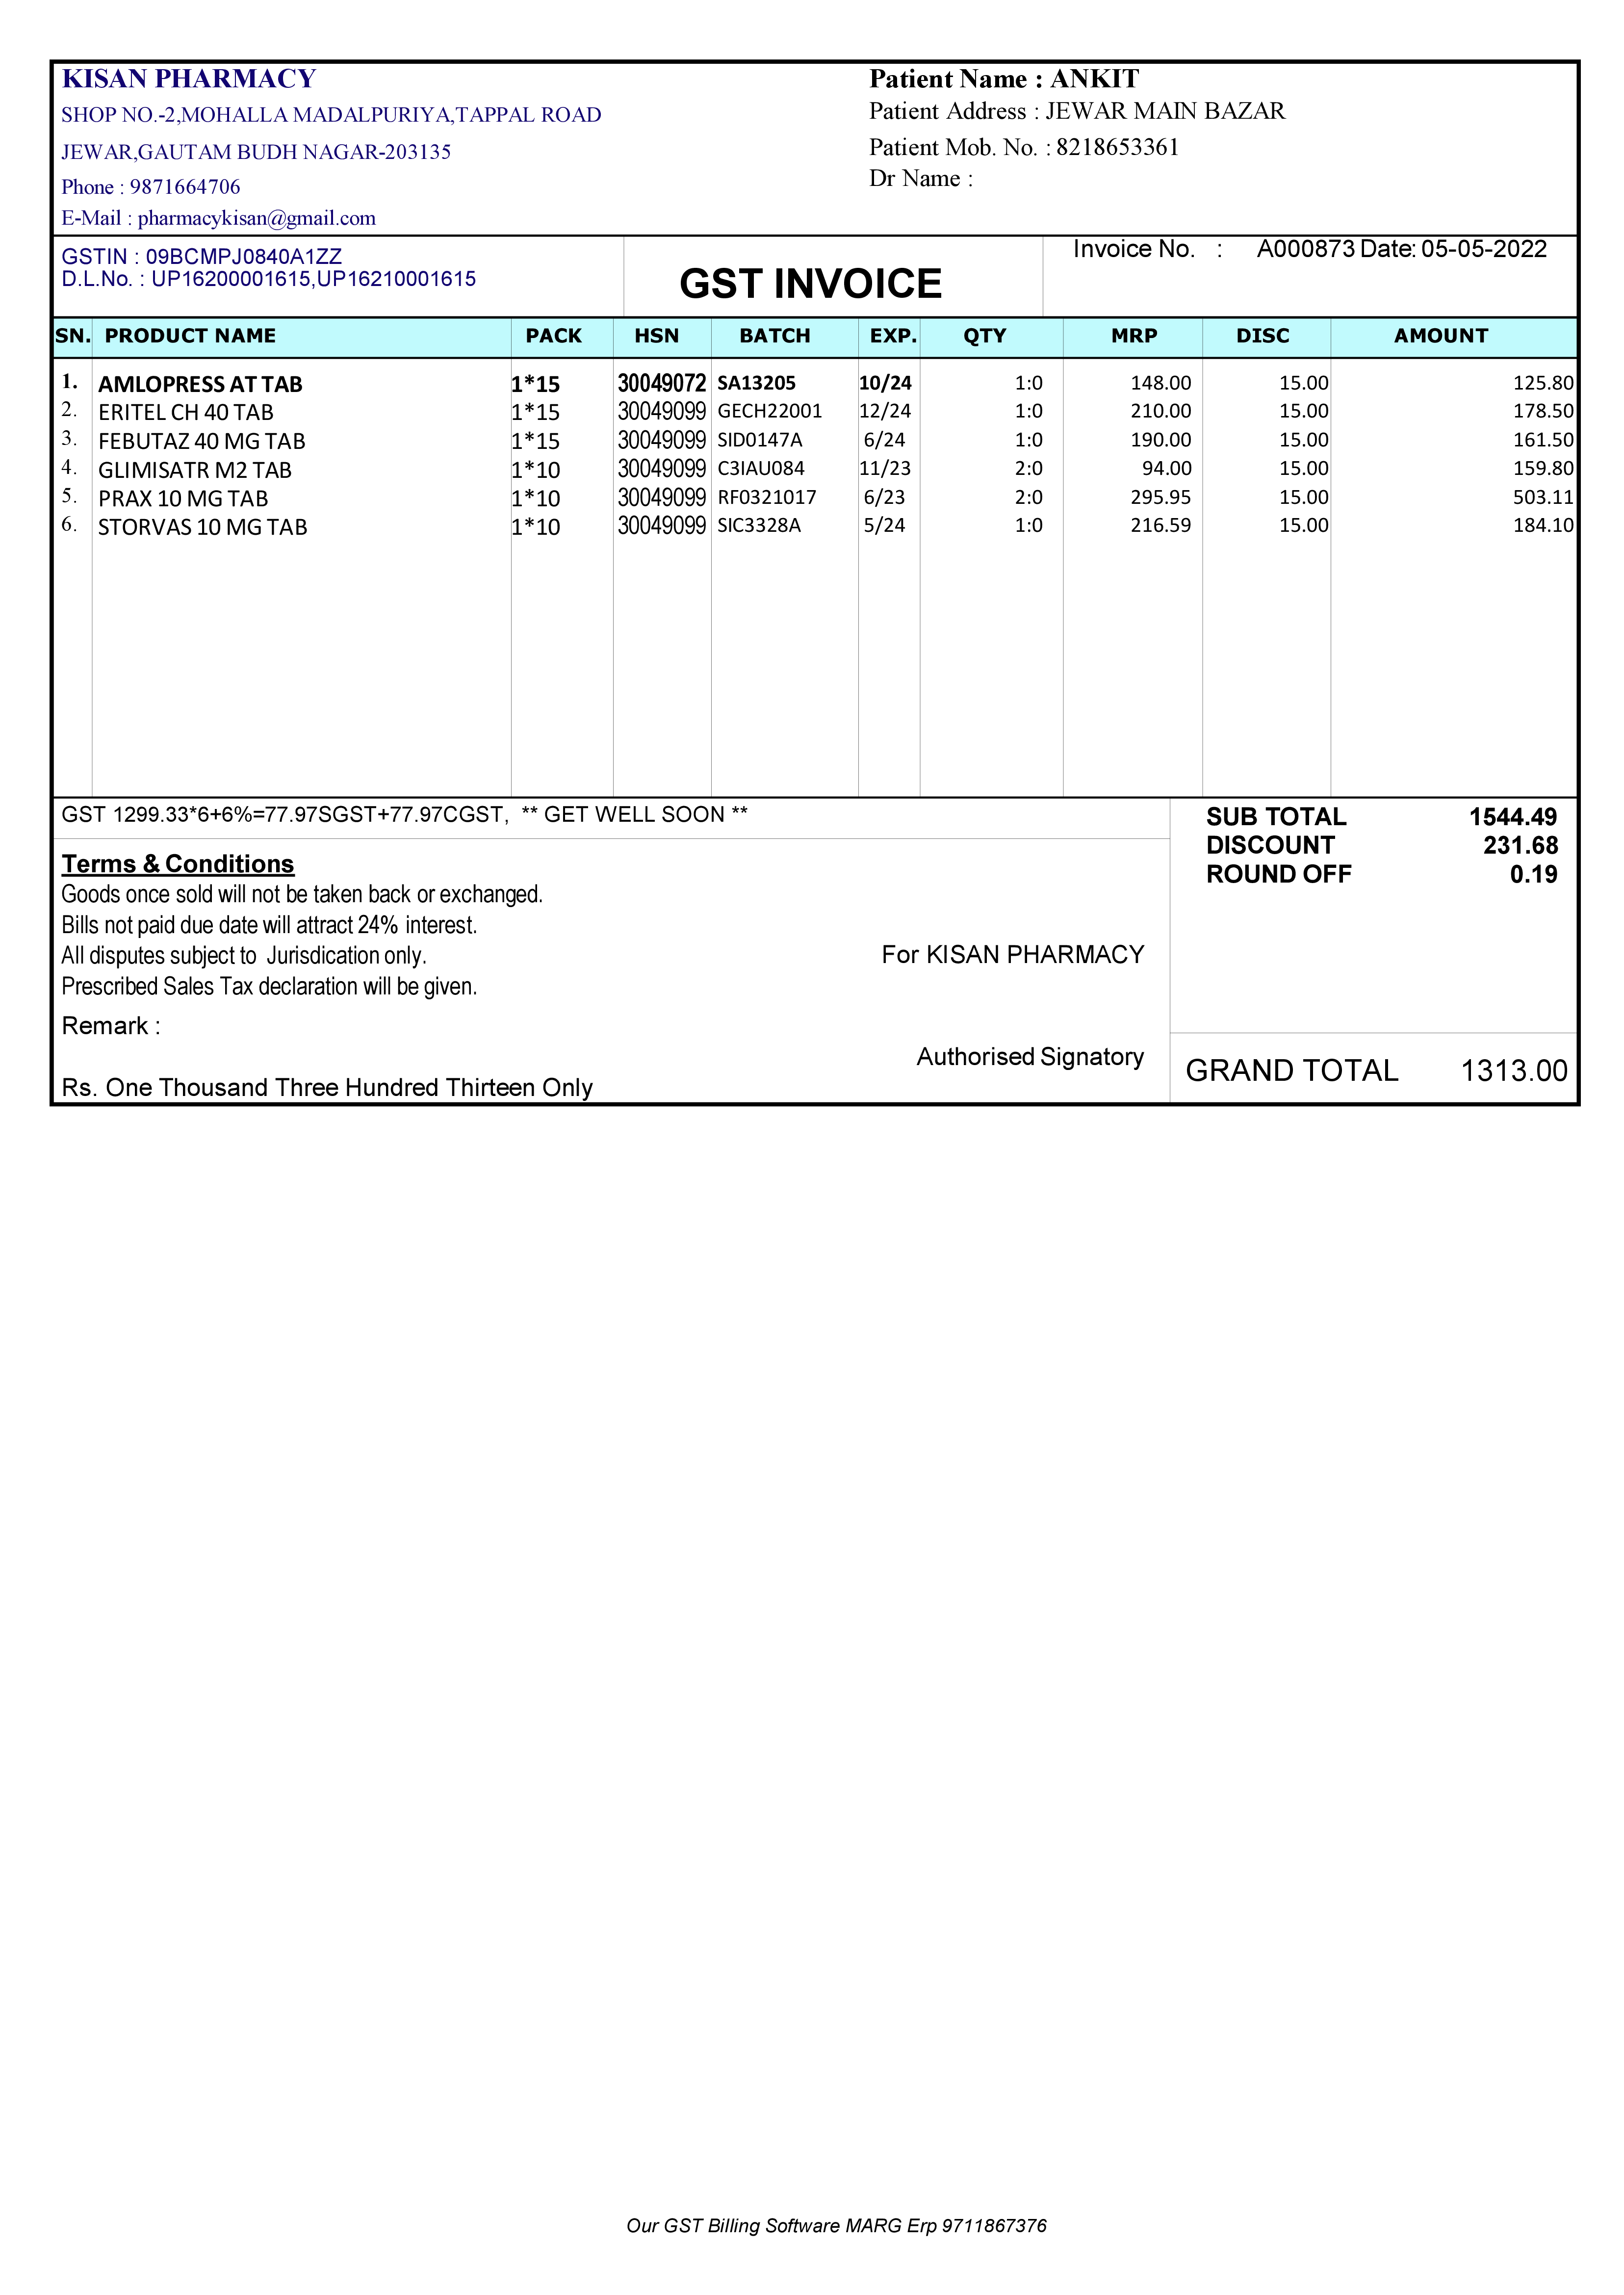 KISAN PHARMACY
SHOP NO.-2,MOHALLA MADALPURIYA,TAPPAL ROAD
JEWAR,GAUTAM BUDH NAGAR-203135
Phone : 9871664706
E-Mail : pharmacykisan@gmail.com
Patient Name : ANKIT
Patient Address : JEWAR MAIN BAZAR
Patient Mob. No. : 8218653361
Dr Name :
GSTIN : 09BCMPJ0840A1ZZ
D.L.No. : UP16200001615,UP16210001615
GST INVOICE
Invoice No. : A000873 Date: 05-05-2022
SN. PRODUCT NAME PACK HSN BATCH EXP. QTY MRP DISC AMOUNT
1. AMLOPRESS AT TAB 1*15 30049072 SA13205 10/24 1:0 148.00 15.00 125.80
2. ERITEL CH 40 TAB 1*15 30049099 GECH22001 12/24 1:0 210.00 15.00 178.50
3. FEBUTAZ 40 MG TAB 1*15 30049099 SID0147A 6/24 1:0 190.00 15.00 161.50
4. GLIMISATR M2 TAB 1*10 30049099 C3IAU084 11/23 2:0 94.00 15.00 159.80
5. PRAX 10 MG TAB 1*10 30049099 RF0321017 6/23 2:0 295.95 15.00 503.11
6. STORVAS 10 MG TAB 1*10 30049099 SIC3328A 5/24 1:0 216.59 15.00 184.10
GST 1299.33*6+6%=77.97SGST+77.97CGST, ** GET WELL SOON **
SUB TOTAL 1544.49
DISCOUNT 231.68
ROUND OFF 0.19
Terms & Conditions
Goods once sold will not be taken back or exchanged.
Bills not paid due date will attract 24% interest.
All disputes subject to Jurisdication only.
Prescribed Sales Tax declaration will be given.
For KISAN PHARMACY
Remark :
Authorised Signatory
Rs. One Thousand Three Hundred Thirteen Only
GRAND TOTAL 1313.00
Our GST Billing Software MARG Erp 9711867376